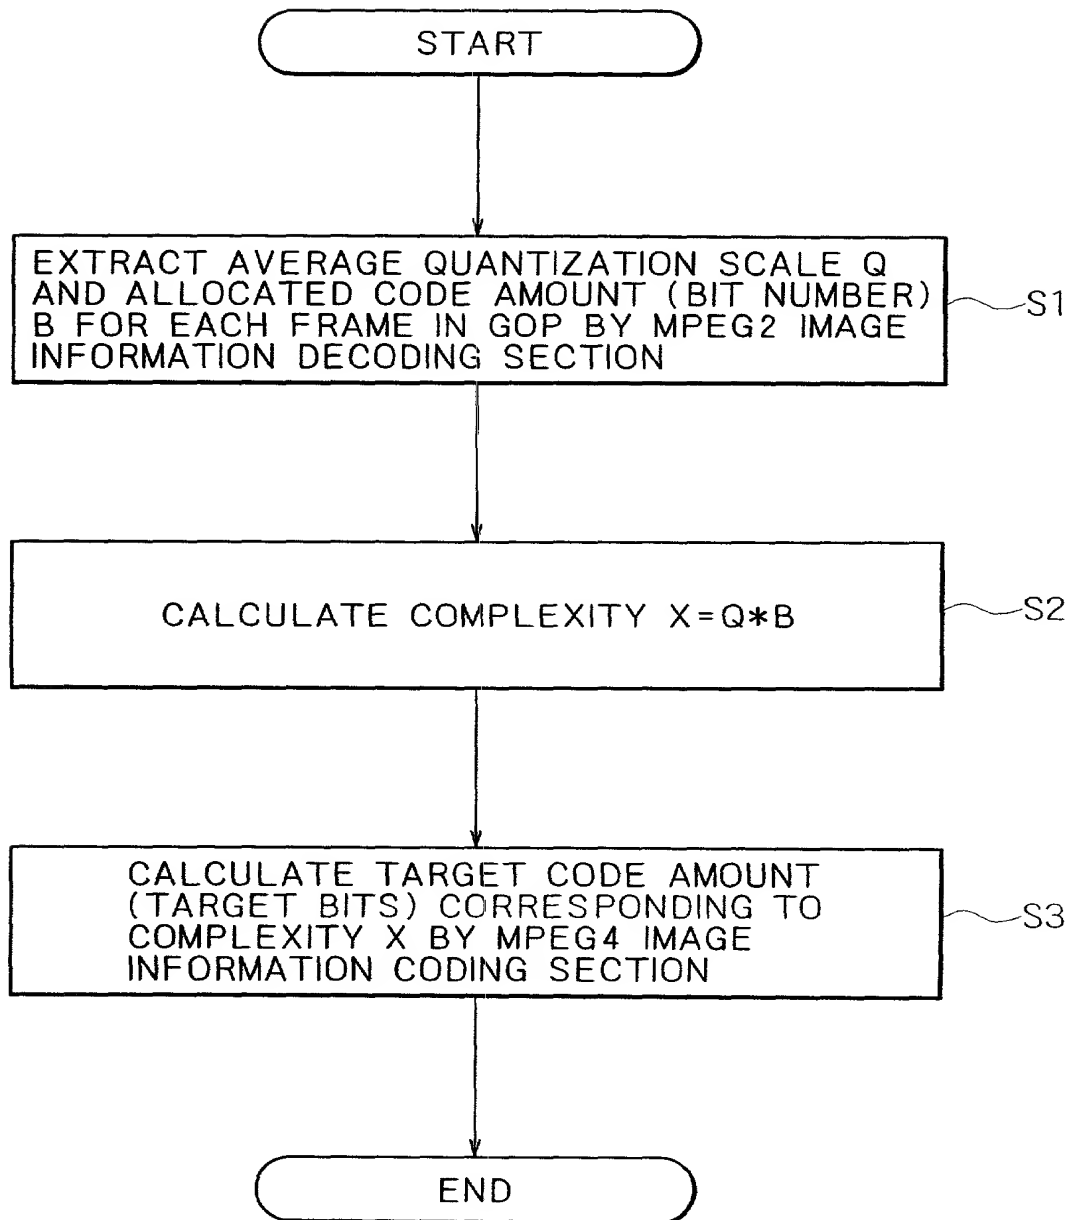 START
EXTRACT AVERAGE QUANTIZATION SCALE Q
AND ALLOCATED CODE AMOUNT (BIT NUMBER)
B FOR EACH FRAME IN GOP BY MPEG2 IMAGE
INFORMATION DECODING SECTION
S1
CALCULATE COMPLEXITY X=Q*B
S2
CALCULATE TARGET CODE AMOUNT
(TARGET BITS) CORRESPONDING TO
COMPLEXITY X BY MPEG4 IMAGE
INFORMATION CODING SECTION
S3
END